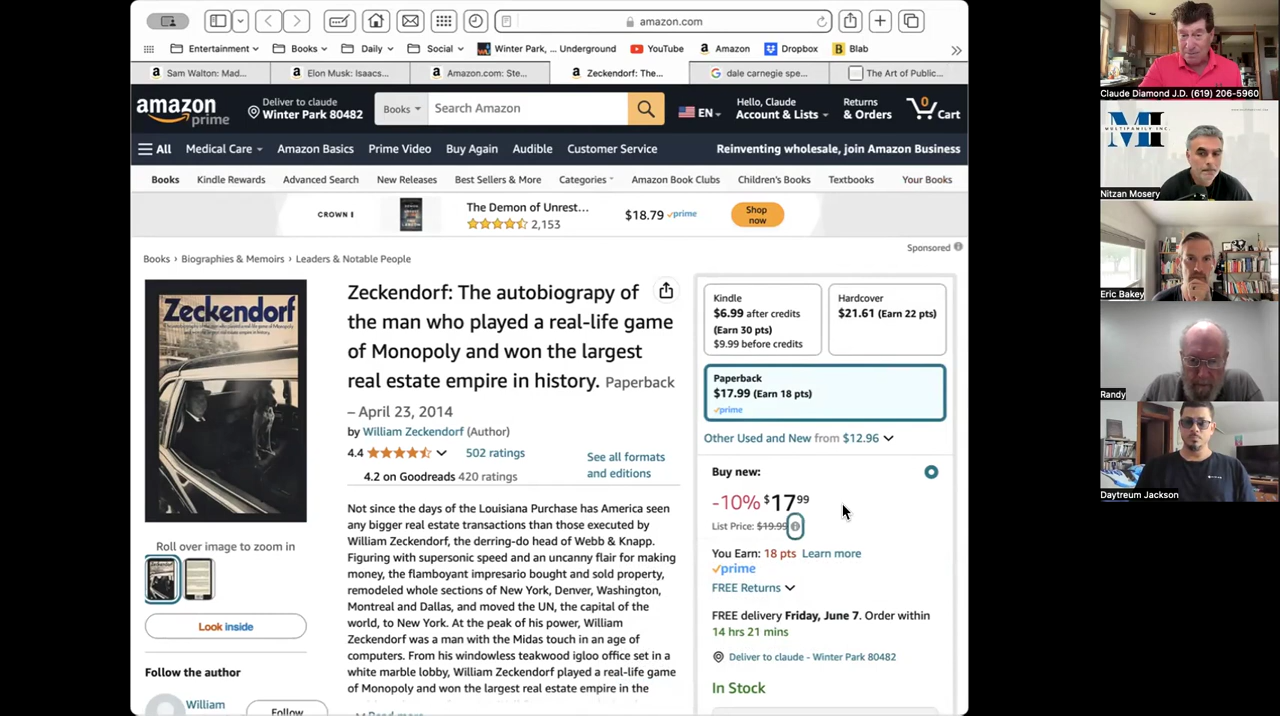 amazon.com
Entertainment
Books
Daily
Social
Winter Park, ... Underground
YouTube
Amazon
Dropbox
Blab
Sam Walton: Mad...
Elon Musk: Isaacs...
Amazon.com: Ste...
Zeckendorf: The...
dale carnegie spe...
The Art of Public...
amazon prime
Deliver to claude
Winter Park 80482
Books
Search Amazon
EN
Hello, Claude
Account & Lists
Returns
& Orders
0
Cart
All
Medical Care
Amazon Basics
Prime Video
Buy Again
Audible
Customer Service
Reinventing wholesale, join Amazon Business
Books
Kindle Rewards
Advanced Search
New Releases
Best Sellers & More
Categories
Amazon Book Clubs
Children's Books
Textbooks
Your Books
CROWN
The Demon of Unrest...
2,153
$18.79 prime
Shop now
Sponsored
Books › Biographies & Memoirs › Leaders & Notable People
Zeckendorf
Roll over image to zoom in
Look inside
Follow the author
William
Follow
Zeckendorf: The autobiograpy of
the man who played a real-life game
of Monopoly and won the largest
real estate empire in history. Paperback
– April 23, 2014
by William Zeckendorf (Author)
4.4
502 ratings
4.2 on Goodreads 420 ratings
See all formats
and editions
Not since the days of the Louisiana Purchase has America seen
any bigger real estate transactions than those executed by
William Zeckendorf, the derring-do head of Webb & Knapp.
Figuring with supersonic speed and an uncanny flair for making
money, the flamboyant impresario bought and sold property,
remodeled whole sections of New York, Denver, Washington,
Montreal and Dallas, and moved the UN, the capital of the
world, to New York. At the peak of his power, William
Zeckendorf was a man with the Midas touch in an age of
computers. From his windowless teakwood igloo office set in a
white marble lobby, William Zeckendorf played a real-life game
of Monopoly and won the largest real estate empire in the
Read more
Kindle
$6.99 after credits
(Earn 30 pts)
$9.99 before credits
Hardcover
$21.61 (Earn 22 pts)
Paperback
$17.99 (Earn 18 pts)
prime
Other Used and New from $12.96
Buy new:
-10% $17 99
List Price: $19.99
You Earn: 18 pts Learn more
prime
FREE Returns
FREE delivery Friday, June 7. Order within
14 hrs 21 mins
Deliver to claude - Winter Park 80482
In Stock
Claude Diamond J.D. (619) 206-5960
MI
MULTIFAMILY INC.
Nitzan Mosery
Eric Bakey
Randy
Daytreum Jackson